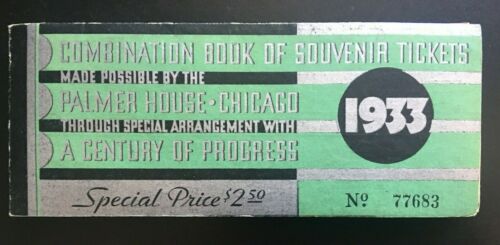 COMBINATION BOOK OF SOUVENIR TICKETS
MADE POSSIBLE BY THE
PALMER HOUSE • CHICAGO
THROUGH SPECIAL ARRANGEMENT WITH
A CENTURY OF PROGRESS
1933
Special Price $2.50
Nº 77683